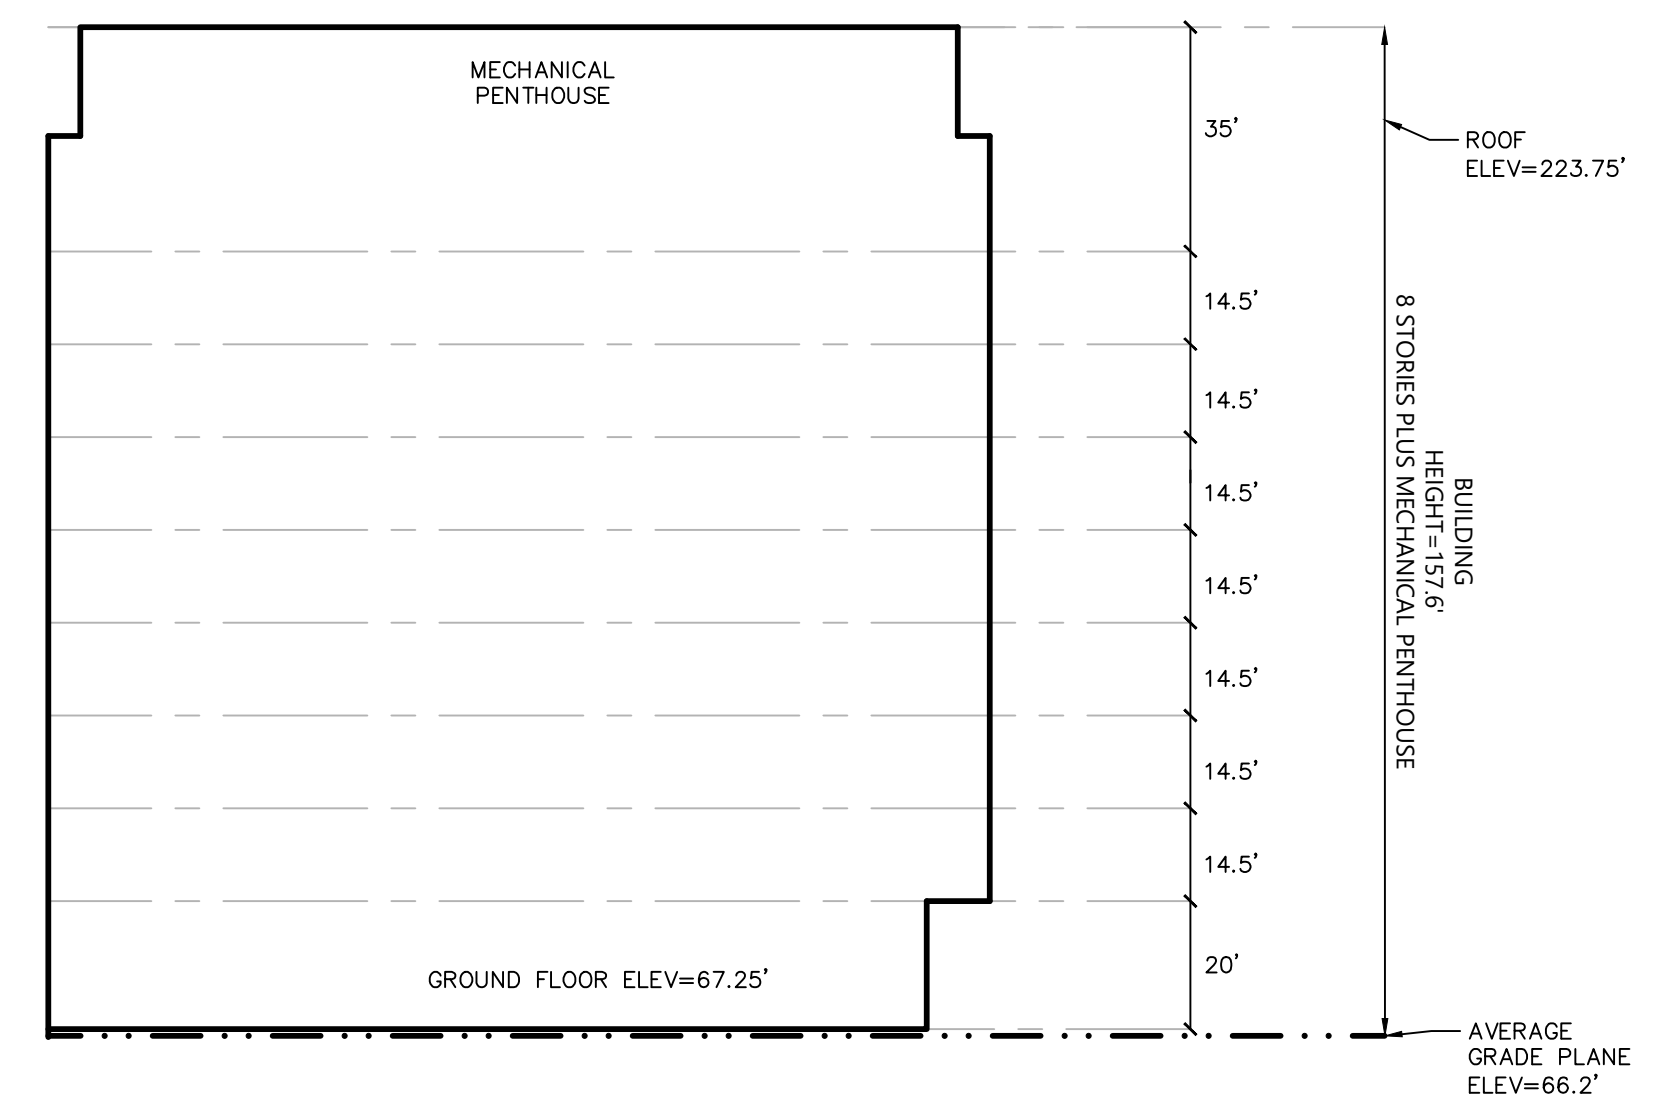 MECHANICAL
PENTHOUSE
35'
ROOF
ELEV=223.75'
14.5'
14.5'
14.5'
14.5'
14.5'
14.5'
14.5'
BUILDING
HEIGHT=157.6'
8 STORIES PLUS MECHANICAL PENTHOUSE
20'
GROUND FLOOR ELEV=67.25'
AVERAGE
GRADE PLANE
ELEV=66.2'